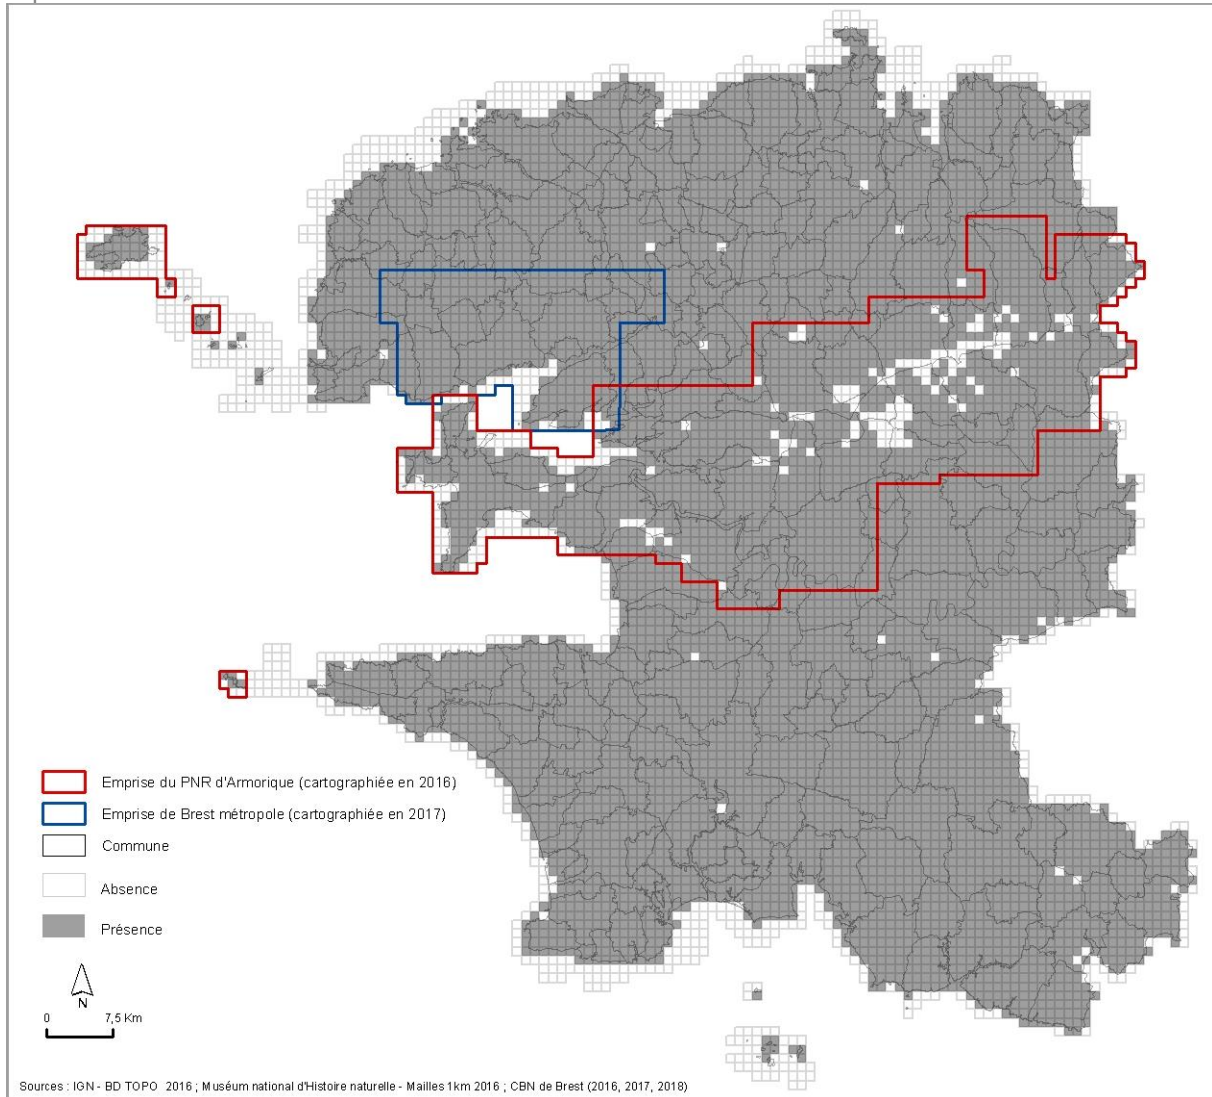 Emprise du PNR d'Armorique (cartographiée en 2016)
Emprise de Brest métropole (cartographiée en 2017)
Commune
Absence
Présence
N
0 7,5 Km
Sources : IGN - BD TOPO 2016 ; Muséum national d'Histoire naturelle - Mailles 1km 2016 ; CBN de Brest (2016, 2017, 2018)